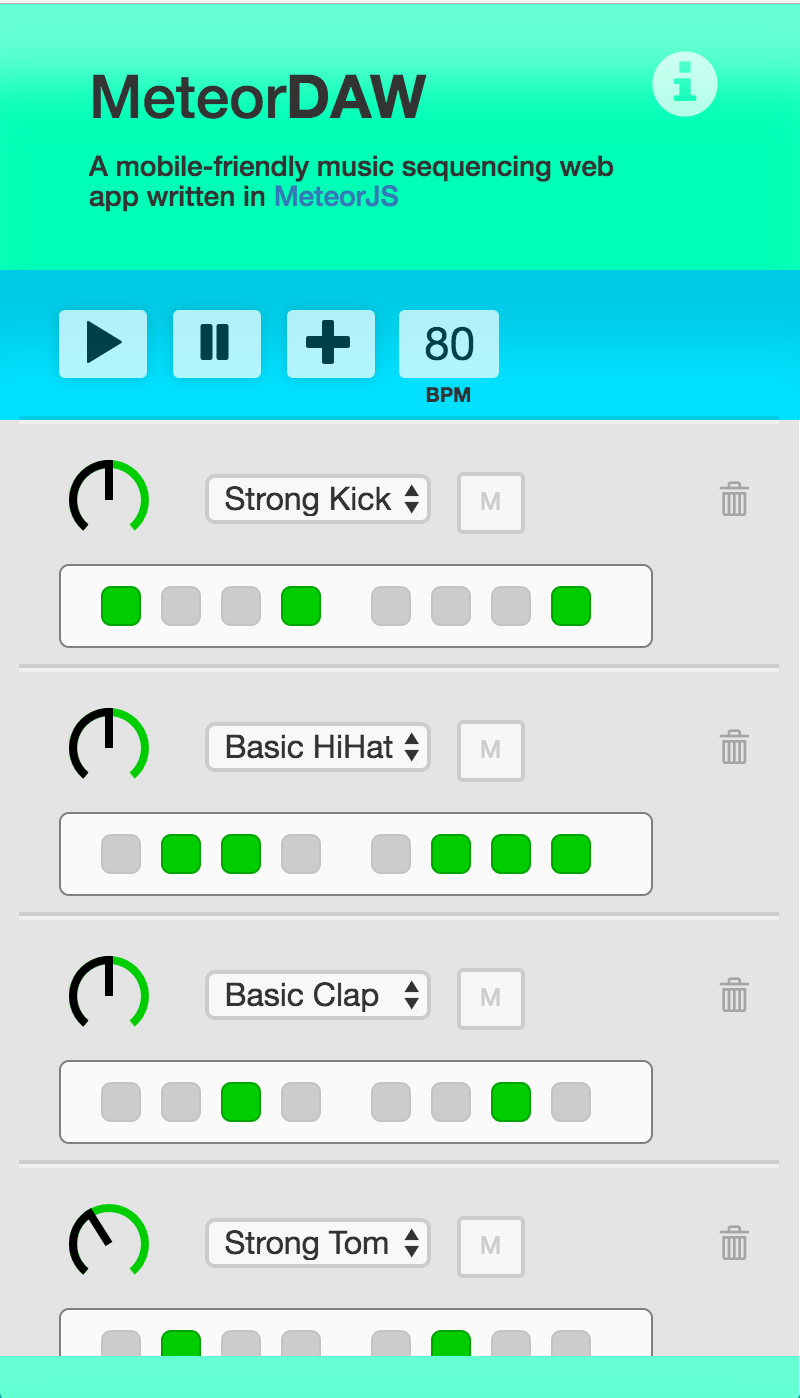 MeteorDAW
A mobile-friendly music sequencing web
app written in MeteorJS
80
BPM
Strong Kick
M
Basic HiHat
M
Basic Clap
M
Strong Tom
M